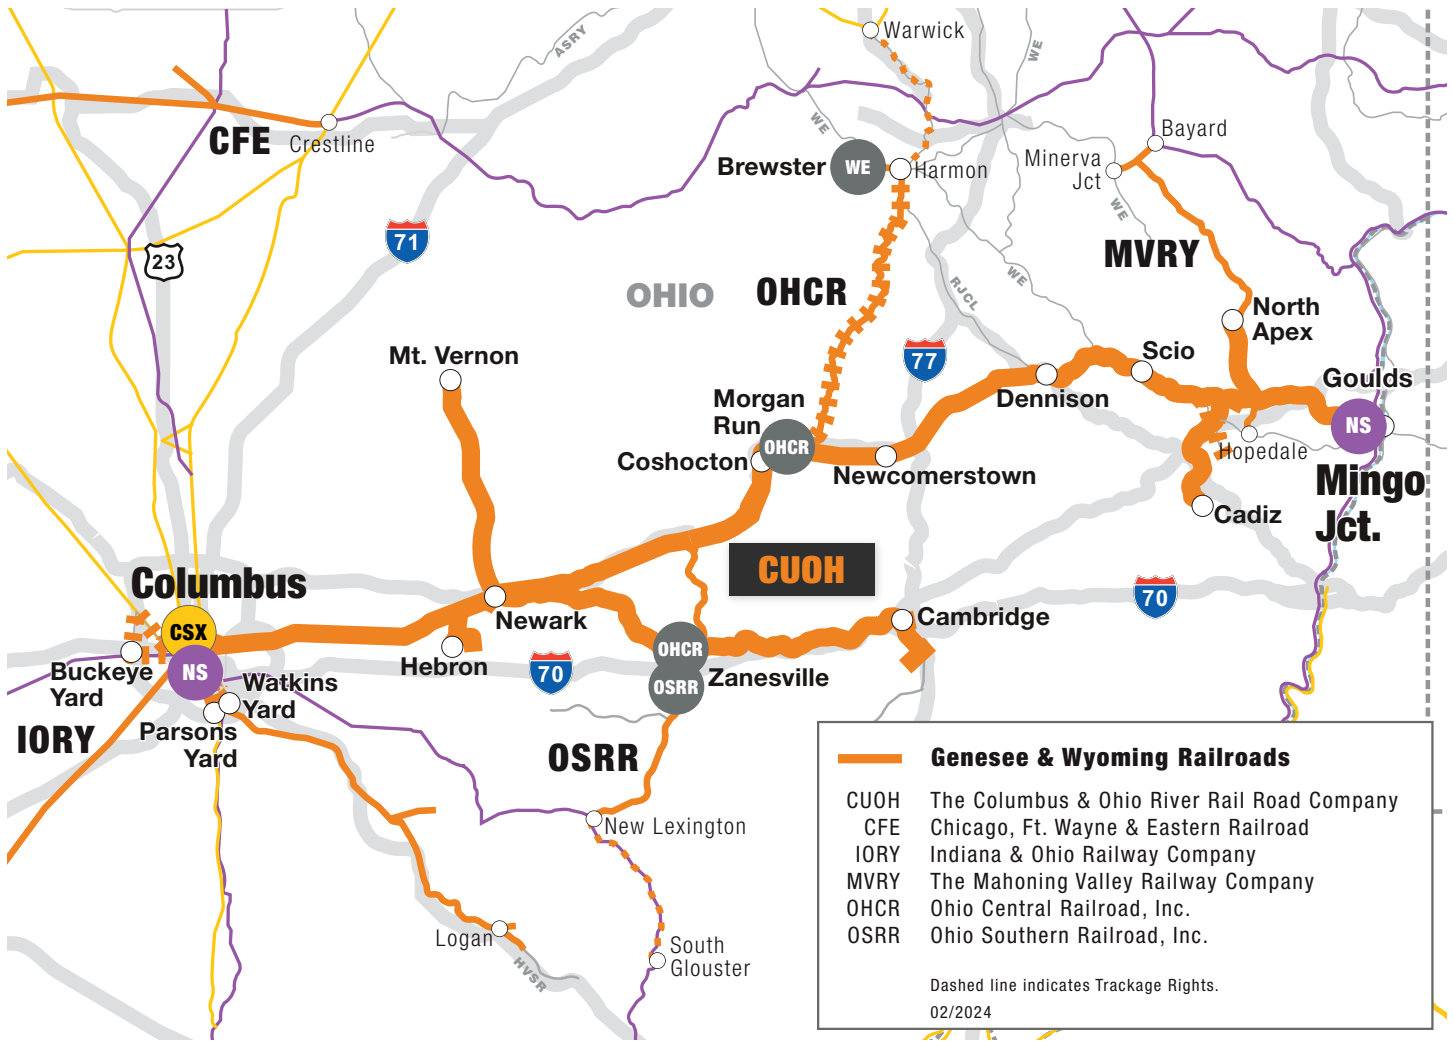 Warwick
ASRY
WE
CFE
Crestline
WE
Bayard
Minerva
Jct
Brewster
WE
Harmon
WE
23
71
MVRY
OHIO
OHCR
WE
RJCL
North
Apex
Mt. Vernon
77
Scio
Goulds
Dennison
Morgan
Run
OHCR
NS
Coshocton
Hopedale
Newcomerstown
Mingo
Jct.
Cadiz
CUOH
Columbus
70
CSX
Newark
Cambridge
Buckeye
Yard
NS
Hebron
70
OHCR
Zanesville
OSRR
Watkins
Yard
Parsons
Yard
IORY
OSRR
New Lexington
Logan
HVSR
South
Glouster
Genesee & Wyoming Railroads
CUOH The Columbus & Ohio River Rail Road Company
CFE Chicago, Ft. Wayne & Eastern Railroad
IORY Indiana & Ohio Railway Company
MVRY The Mahoning Valley Railway Company
OHCR Ohio Central Railroad, Inc.
OSRR Ohio Southern Railroad, Inc.
Dashed line indicates Trackage Rights.
02/2024